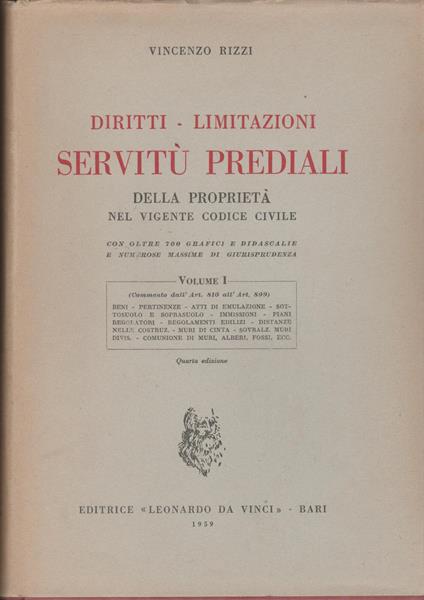 VINCENZO RIZZI
DIRITTI - LIMITAZIONI
SERVITÙ PREDIALI
DELLA PROPRIETÀ
NEL VIGENTE CODICE CIVILE
CON OLTRE 700 GRAFICI E DIDASCALIE
E NUMEROSE MASSIME DI GIURISPRUDENZA
VOLUME I
(Commento dall'Art. 810 all'Art. 899)
BENI - PERTINENZE - ATTI DI EMULAZIONE - SOT-
TOSUOLO E SOPRASUOLO - IMMISSIONI - PIANI
REGOLATORI - REGOLAMENTI EDILIZI - DISTANZE
NELLE COSTRUZ. - MURI DI CINTA - SOVRALZ. MURI
DIVIS. - COMUNIONE DI MURI, ALBERI, FOSSI, ECC.
Quarta edizione
EDITRICE «LEONARDO DA VINCI» - BARI
1959